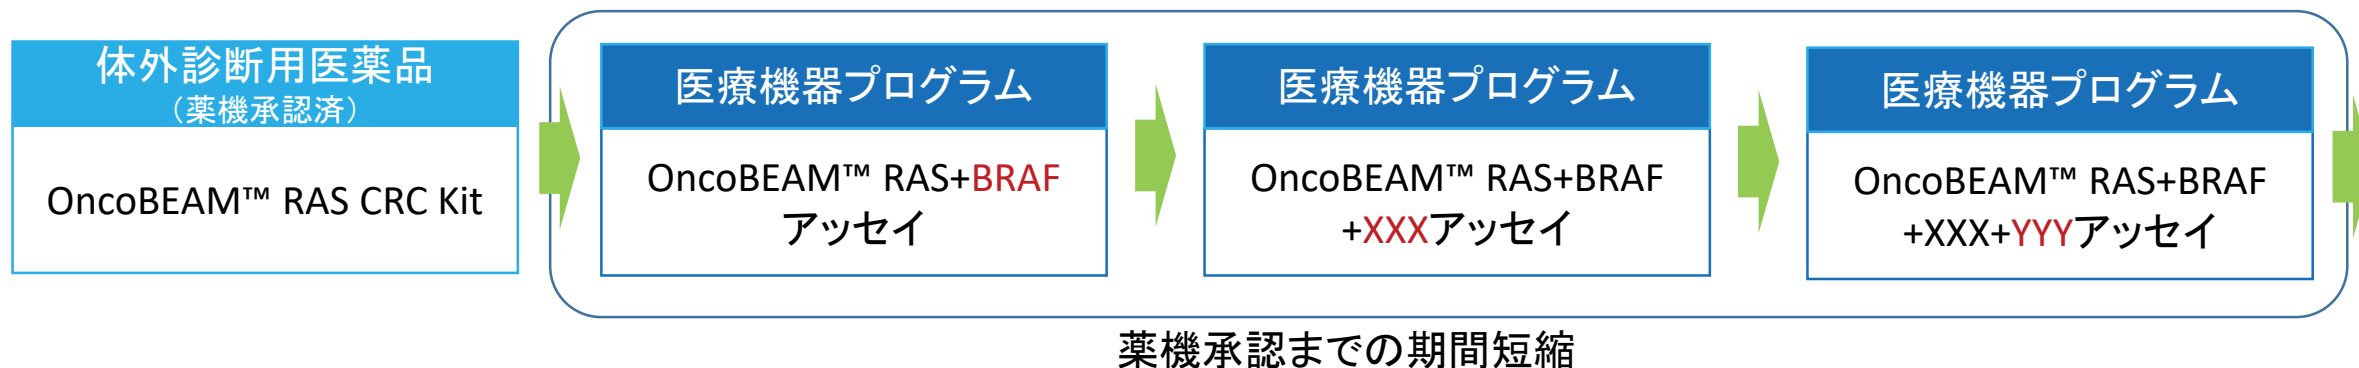 体外診断用医薬品
（薬機承認済）
OncoBEAM™ RAS CRC Kit
医療機器プログラム
OncoBEAM™ RAS+BRAF
アッセイ
医療機器プログラム
OncoBEAM™ RAS+BRAF
+XXXアッセイ
医療機器プログラム
OncoBEAM™ RAS+BRAF
+XXX+YYYアッセイ
薬機承認までの期間短縮